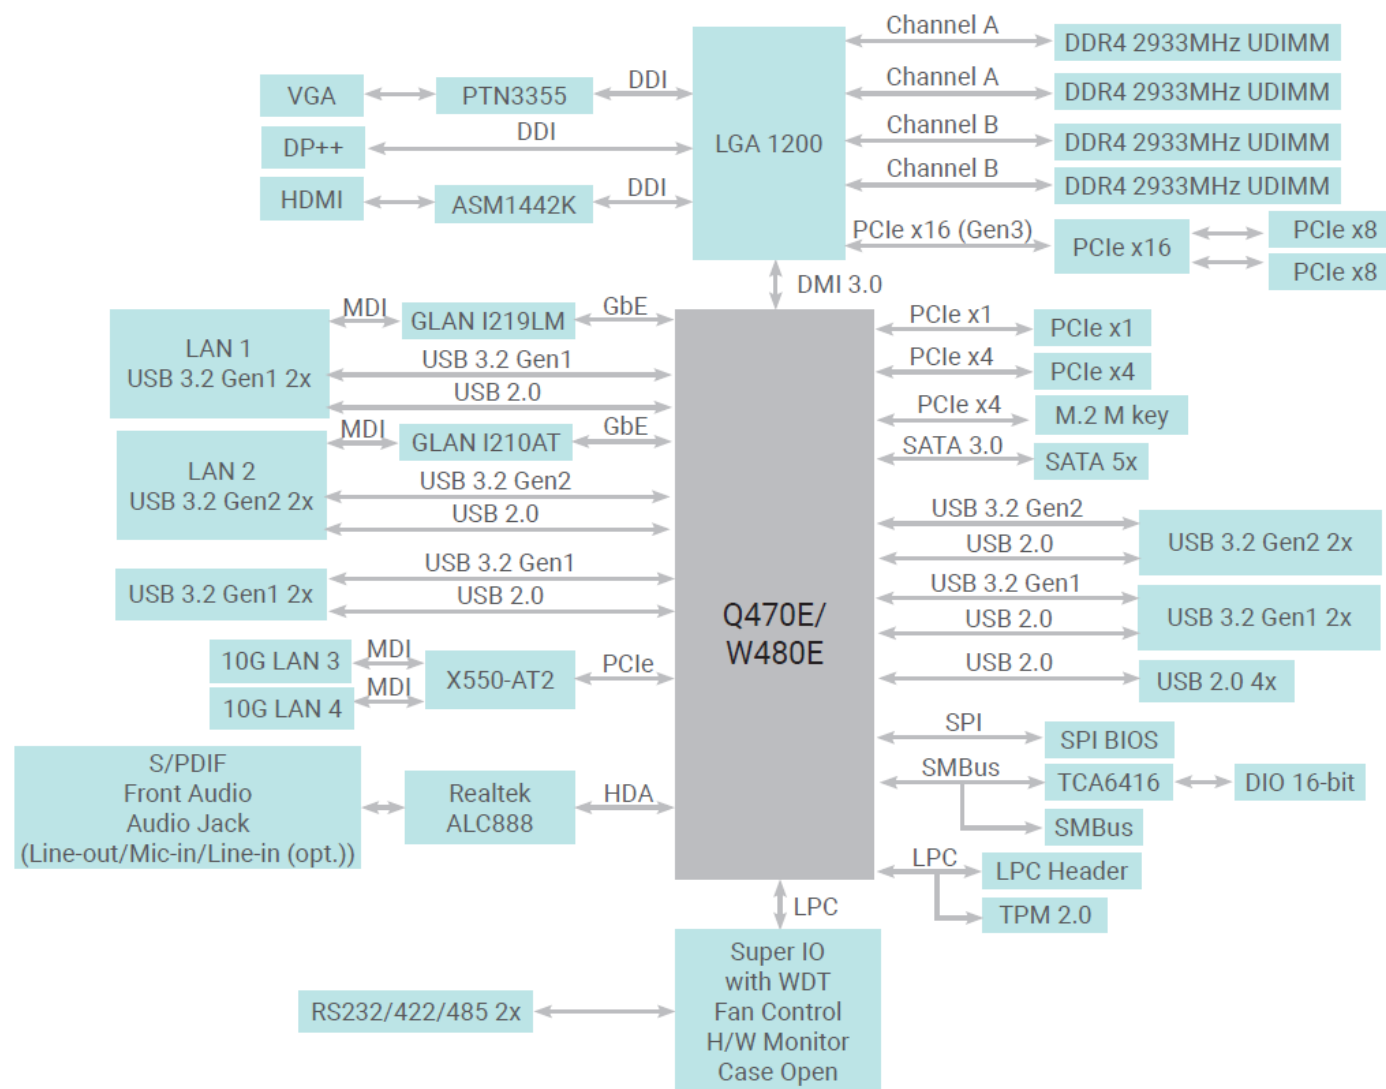 Channel A
DDR4 2933MHz UDIMM
VGA
PTN3355
DDI
Channel A
DDR4 2933MHz UDIMM
DP++
DDI
LGA 1200
Channel B
DDR4 2933MHz UDIMM
HDMI
ASM1442K
DDI
Channel B
DDR4 2933MHz UDIMM
PCIe x16 (Gen3)
PCIe x16
PCIe x8
PCIe x8
DMI 3.0
LAN 1
USB 3.2 Gen1 2x
MDI
GLAN I219LM
GbE
USB 3.2 Gen1
USB 2.0
LAN 2
USB 3.2 Gen2 2x
MDI
GLAN I210AT
GbE
USB 3.2 Gen2
USB 2.0
USB 3.2 Gen1 2x
USB 3.2 Gen1
USB 2.0
10G LAN 3
MDI
10G LAN 4
MDI
X550-AT2
PCIe
S/PDIF
Front Audio
Audio Jack
(Line-out/Mic-in/Line-in (opt.))
Realtek
ALC888
HDA
Q470E/
W480E
PCIe x1
PCIe x1
PCIe x4
PCIe x4
PCIe x4
M.2 M key
SATA 3.0
SATA 5x
USB 3.2 Gen2
USB 2.0
USB 3.2 Gen2 2x
USB 3.2 Gen1
USB 2.0
USB 3.2 Gen1 2x
USB 2.0
USB 2.0 4x
SPI
SPI BIOS
SMBus
TCA6416
DIO 16-bit
SMBus
LPC
LPC Header
TPM 2.0
LPC
Super IO
with WDT
Fan Control
H/W Monitor
Case Open
RS232/422/485 2x